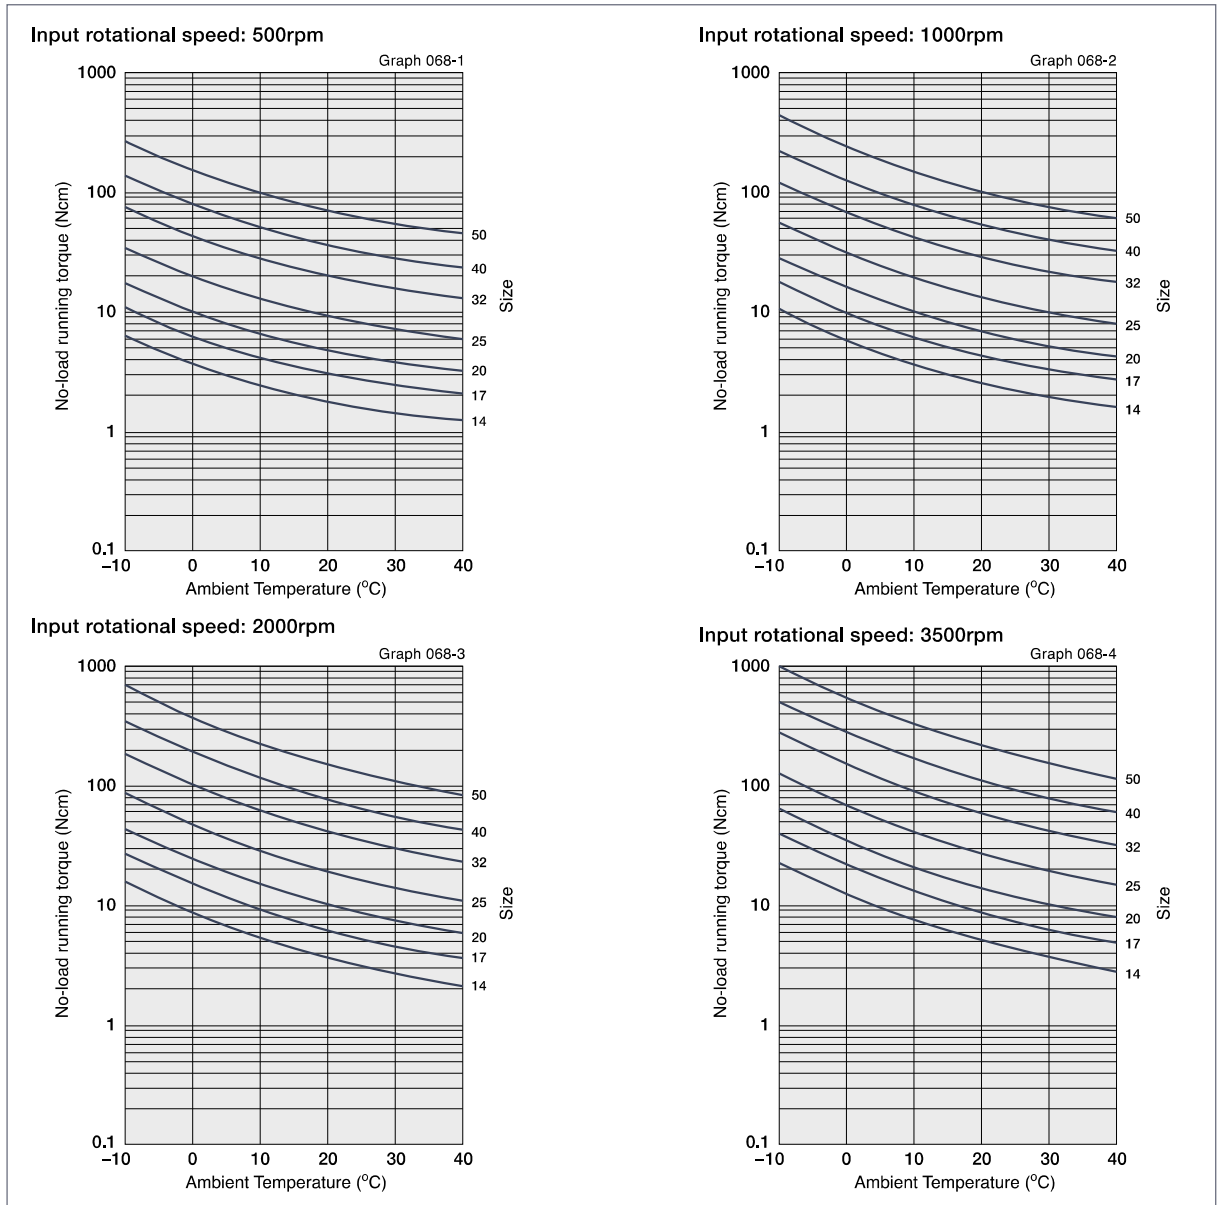 Input rotational speed: 500rpm
Graph 068-1
1000
100
10
1
0.1
No-load running torque (Ncm)
50
40
32
25
20
17
14
Size
–10 0 10 20 30 40
Ambient Temperature (°C)
Input rotational speed: 1000rpm
Graph 068-2
1000
100
10
1
0.1
No-load running torque (Ncm)
50
40
32
25
20
17
14
Size
–10 0 10 20 30 40
Ambient Temperature (°C)
Input rotational speed: 2000rpm
Graph 068-3
1000
100
10
1
0.1
No-load running torque (Ncm)
50
40
32
25
20
17
14
Size
–10 0 10 20 30 40
Ambient Temperature (°C)
Input rotational speed: 3500rpm
Graph 068-4
1000
100
10
1
0.1
No-load running torque (Ncm)
50
40
32
25
20
17
14
Size
–10 0 10 20 30 40
Ambient Temperature (°C)